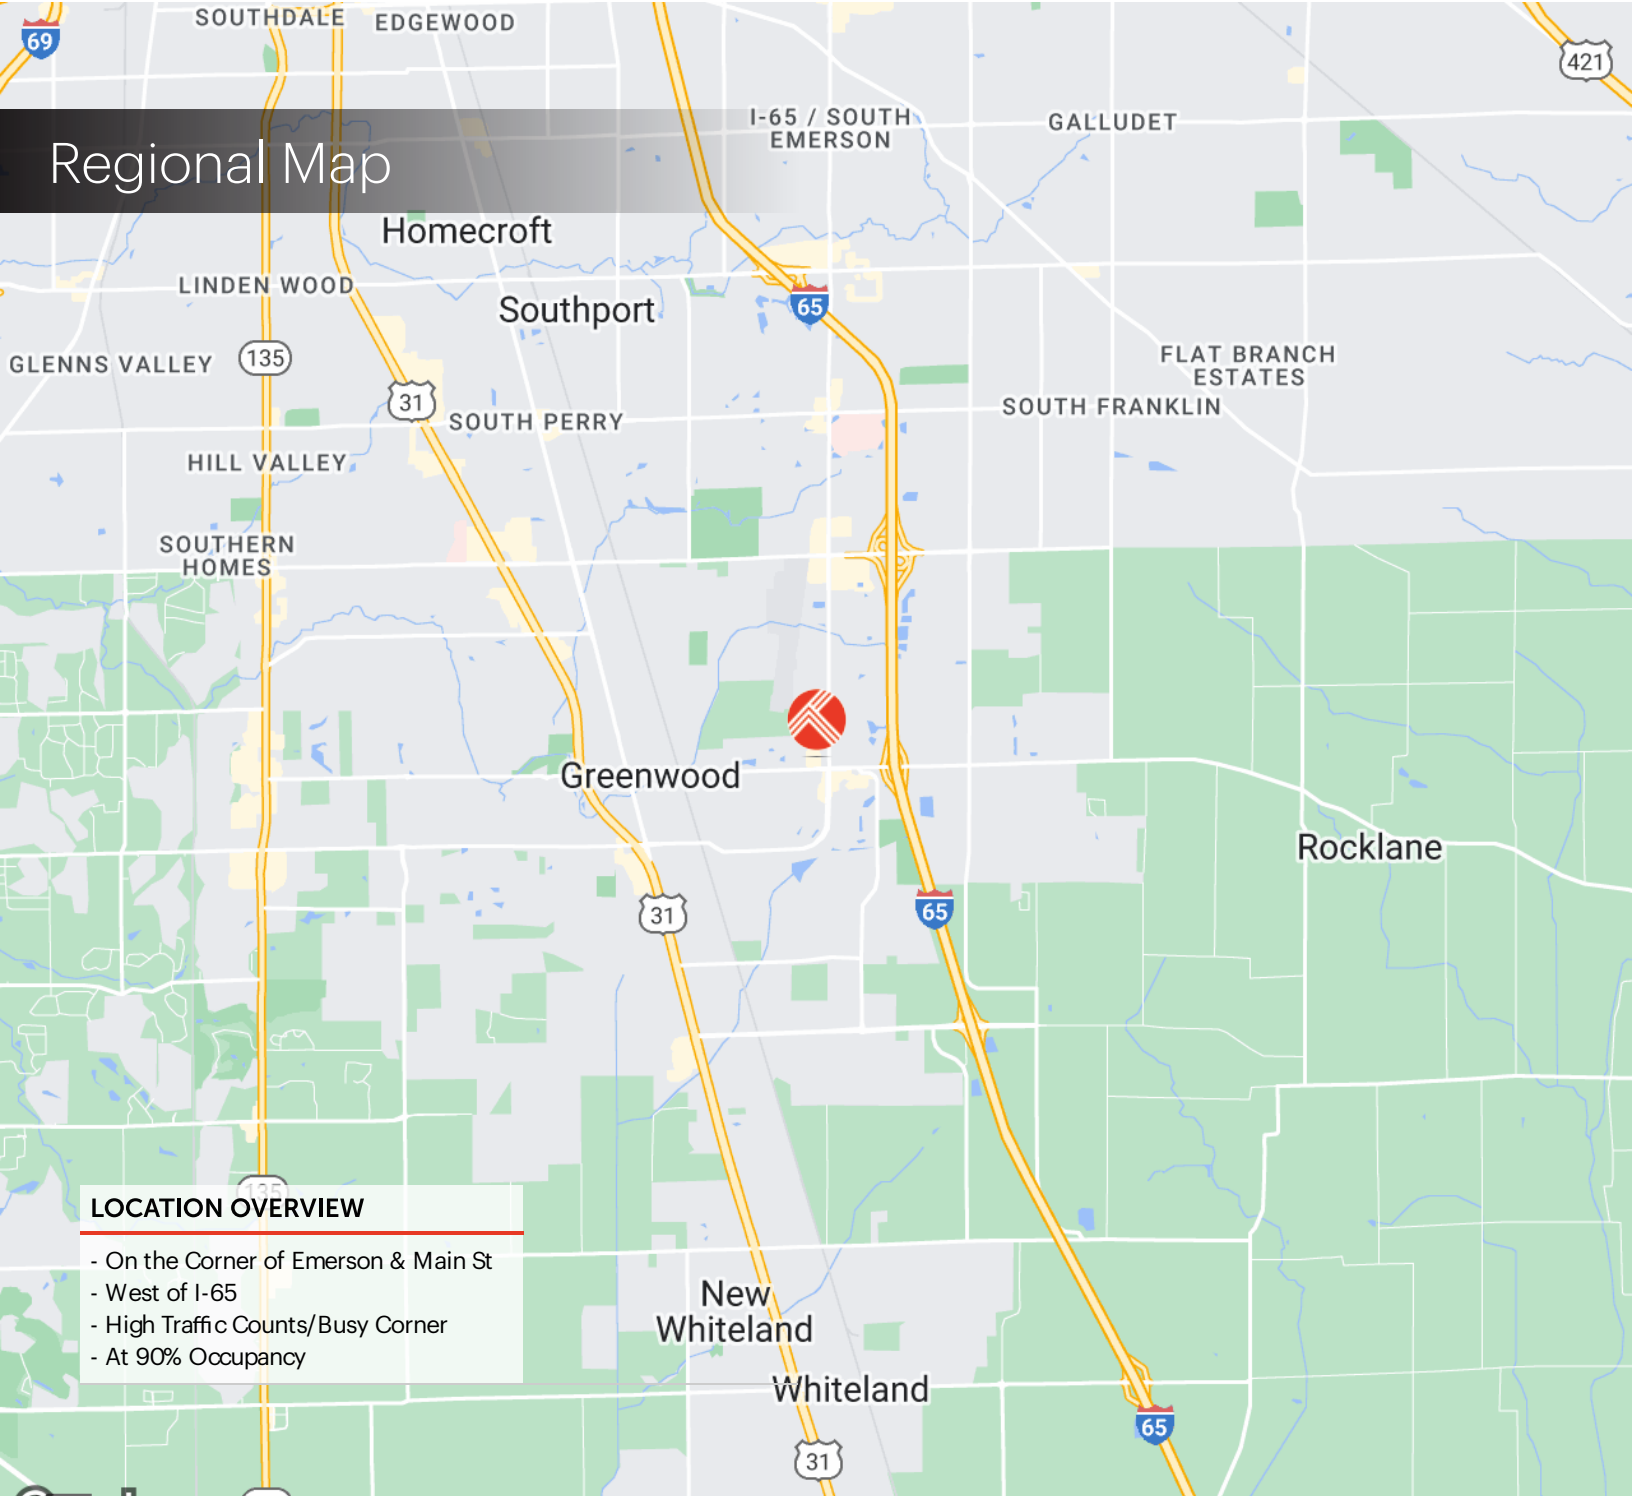 SOUTHDALE
EDGEWOOD
69
421
I-65 / SOUTH
EMERSON
GALLUDET
Regional Map
Homecroft
LINDEN WOOD
Southport
65
GLENNS VALLEY
135
FLAT BRANCH
ESTATES
31
SOUTH PERRY
SOUTH FRANKLIN
HILL VALLEY
SOUTHERN
HOMES
Greenwood
Rocklane
31
65
135
LOCATION OVERVIEW
- On the Corner of Emerson & Main St
- West of I-65
- High Traffic Counts/Busy Corner
- At 90% Occupancy
New
Whiteland
Whiteland
65
31